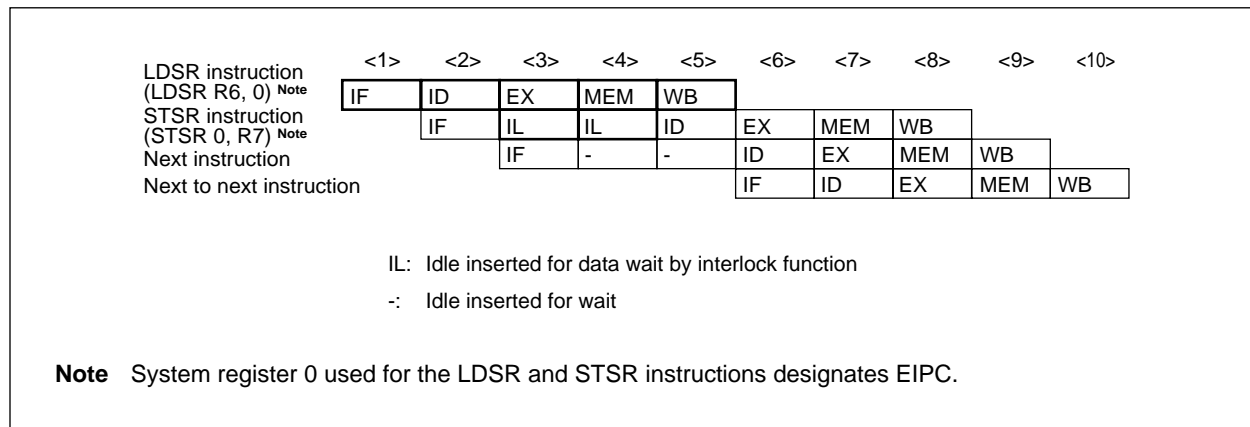 <1> <2> <3> <4> <5> <6> <7> <8> <9> <10>
LDSR instruction
(LDSR R6, 0) Note IF ID EX MEM WB
STSR instruction
(STSR 0, R7) Note IF IL IL ID EX MEM WB
Next instruction IF - - ID EX MEM WB
Next to next instruction IF ID EX MEM WB
IL: Idle inserted for data wait by interlock function
-: Idle inserted for wait
Note System register 0 used for the LDSR and STSR instructions designates EIPC.